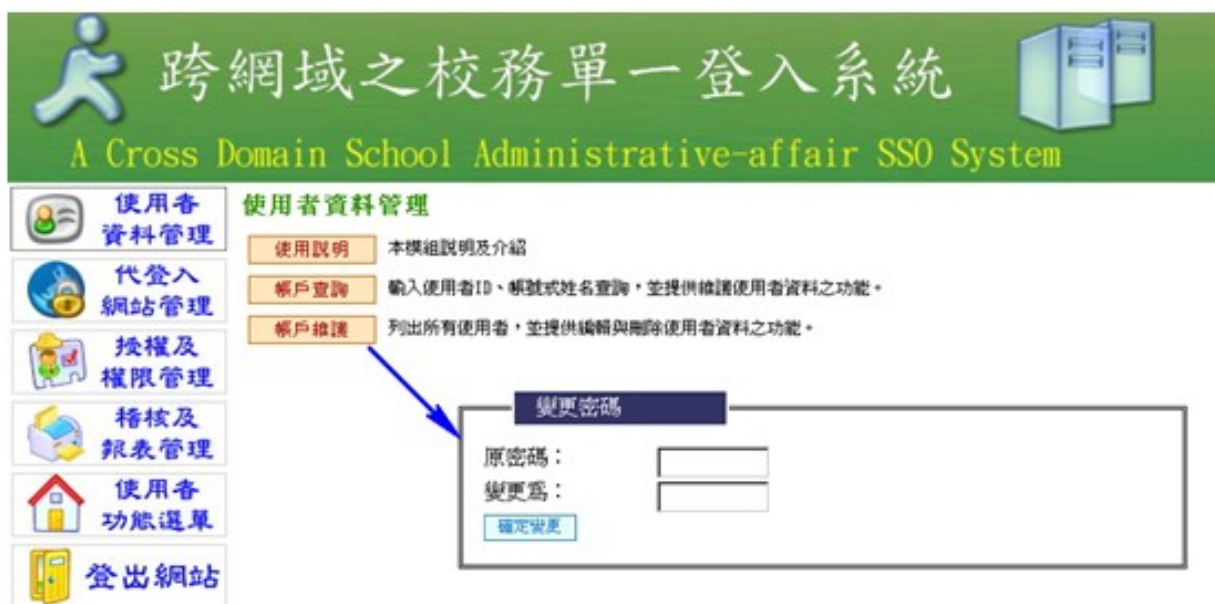 跨網域之校務單一登入系統
A Cross Domain School Administrative-affair SSO System
使用者
資料管理
代登入
網站管理
授權及
權限管理
稽核及
報表管理
使用者
功能選單
登出網站
使用者資料管理
使用說明 本模組說明及介紹
帳戶查詢 輸入使用者ID、帳號或姓名查詢，並提供維護使用者資料之功能。
帳戶維護 列出所有使用者，並提供編輯與刪除使用者資料之功能。
變更密碼
原密碼：
變更為：
確定變更